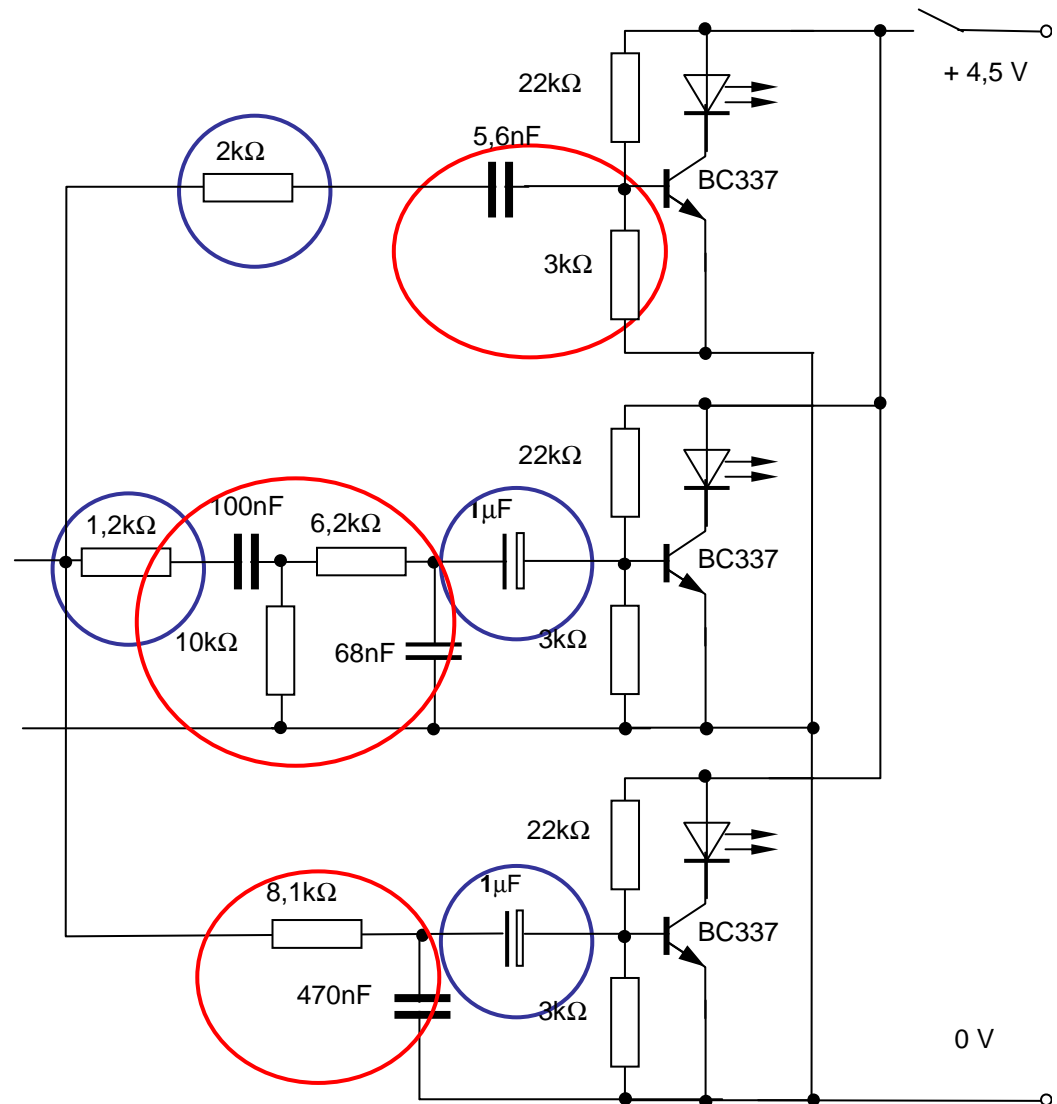 + 4,5 V
22kΩ
2kΩ
5,6nF
BC337
3kΩ
22kΩ
100nF
1,2kΩ
6,2kΩ
1μF
BC337
10kΩ
68nF
3kΩ
22kΩ
8,1kΩ
1μF
BC337
470nF
3kΩ
0 V